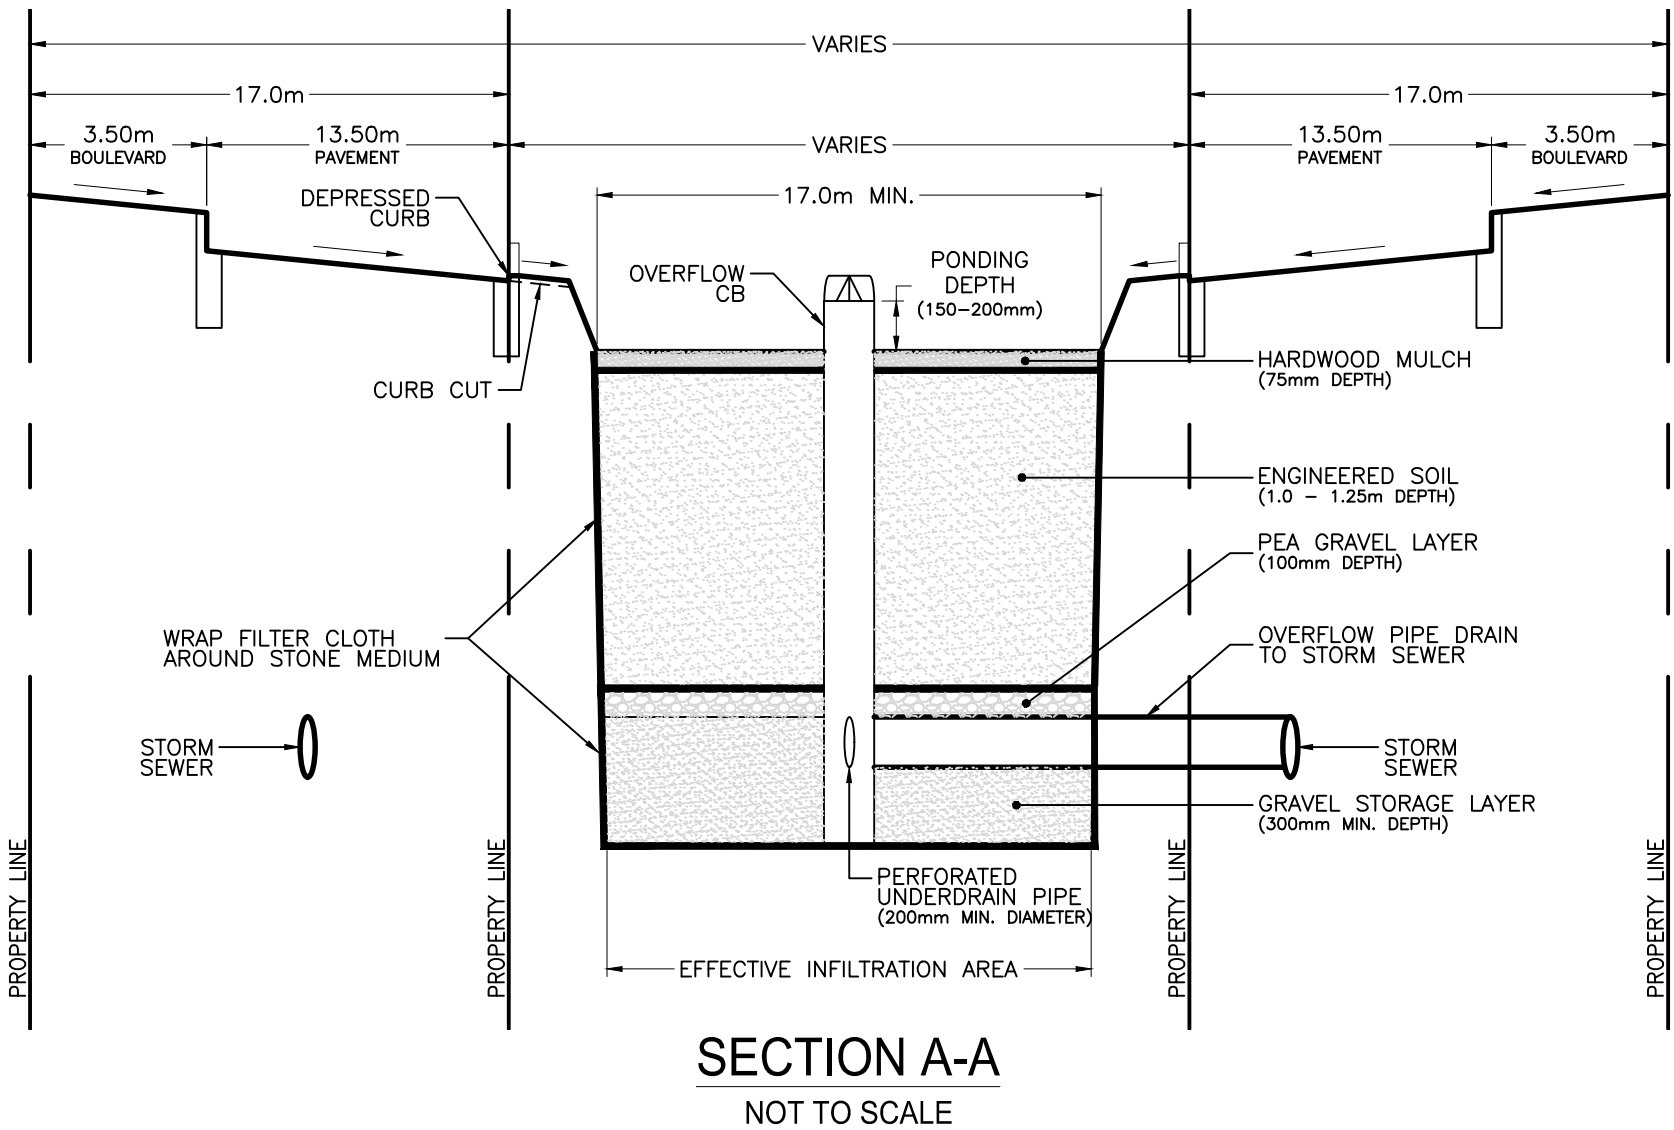 VARIES
17.0m
17.0m
3.50m
BOULEVARD
13.50m
PAVEMENT
VARIES
13.50m
PAVEMENT
3.50m
BOULEVARD
DEPRESSED
CURB
17.0m MIN.
OVERFLOW
CB
PONDING
DEPTH
(150-200mm)
CURB CUT
HARDWOOD MULCH
(75mm DEPTH)
ENGINEERED SOIL
(1.0 - 1.25m DEPTH)
PEA GRAVEL LAYER
(100mm DEPTH)
WRAP FILTER CLOTH
AROUND STONE MEDIUM
OVERFLOW PIPE DRAIN
TO STORM SEWER
STORM
SEWER
STORM
SEWER
GRAVEL STORAGE LAYER
(300mm MIN. DEPTH)
PERFORATED
UNDERDRAIN PIPE
(200mm MIN. DIAMETER)
PROPERTY LINE
PROPERTY LINE
PROPERTY LINE
PROPERTY LINE
EFFECTIVE INFILTRATION AREA
SECTION A-A
NOT TO SCALE